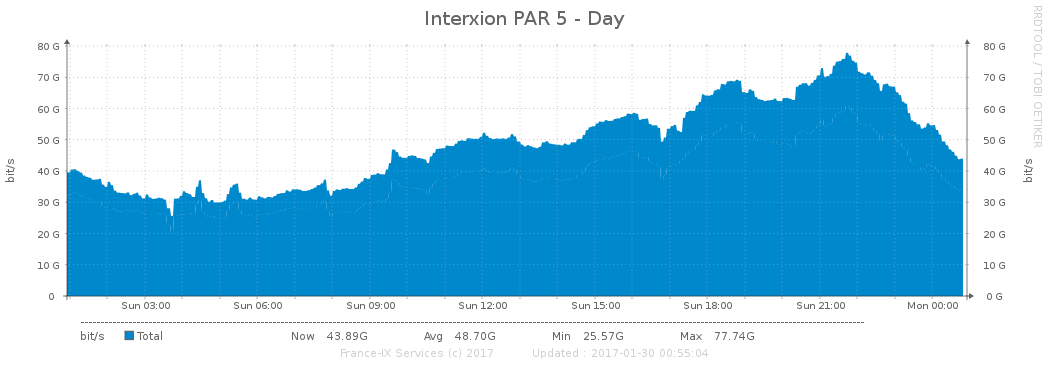 Interxion PAR 5 - Day
RRDTOOL / TOBI OETIKER
80 G 80 G
70 G 70 G
60 G 60 G
50 G 50 G
40 G 40 G
30 G 30 G
20 G 20 G
10 G 10 G
0 0 G
bit/s bit/s
Sun 03:00 Sun 06:00 Sun 09:00 Sun 12:00 Sun 15:00 Sun 18:00 Sun 21:00 Mon 00:00
bit/s Total Now 43.89G Avg 48.70G Min 25.57G Max 77.74G
France-IX Services (c) 2017 Updated : 2017-01-30 00:55:04